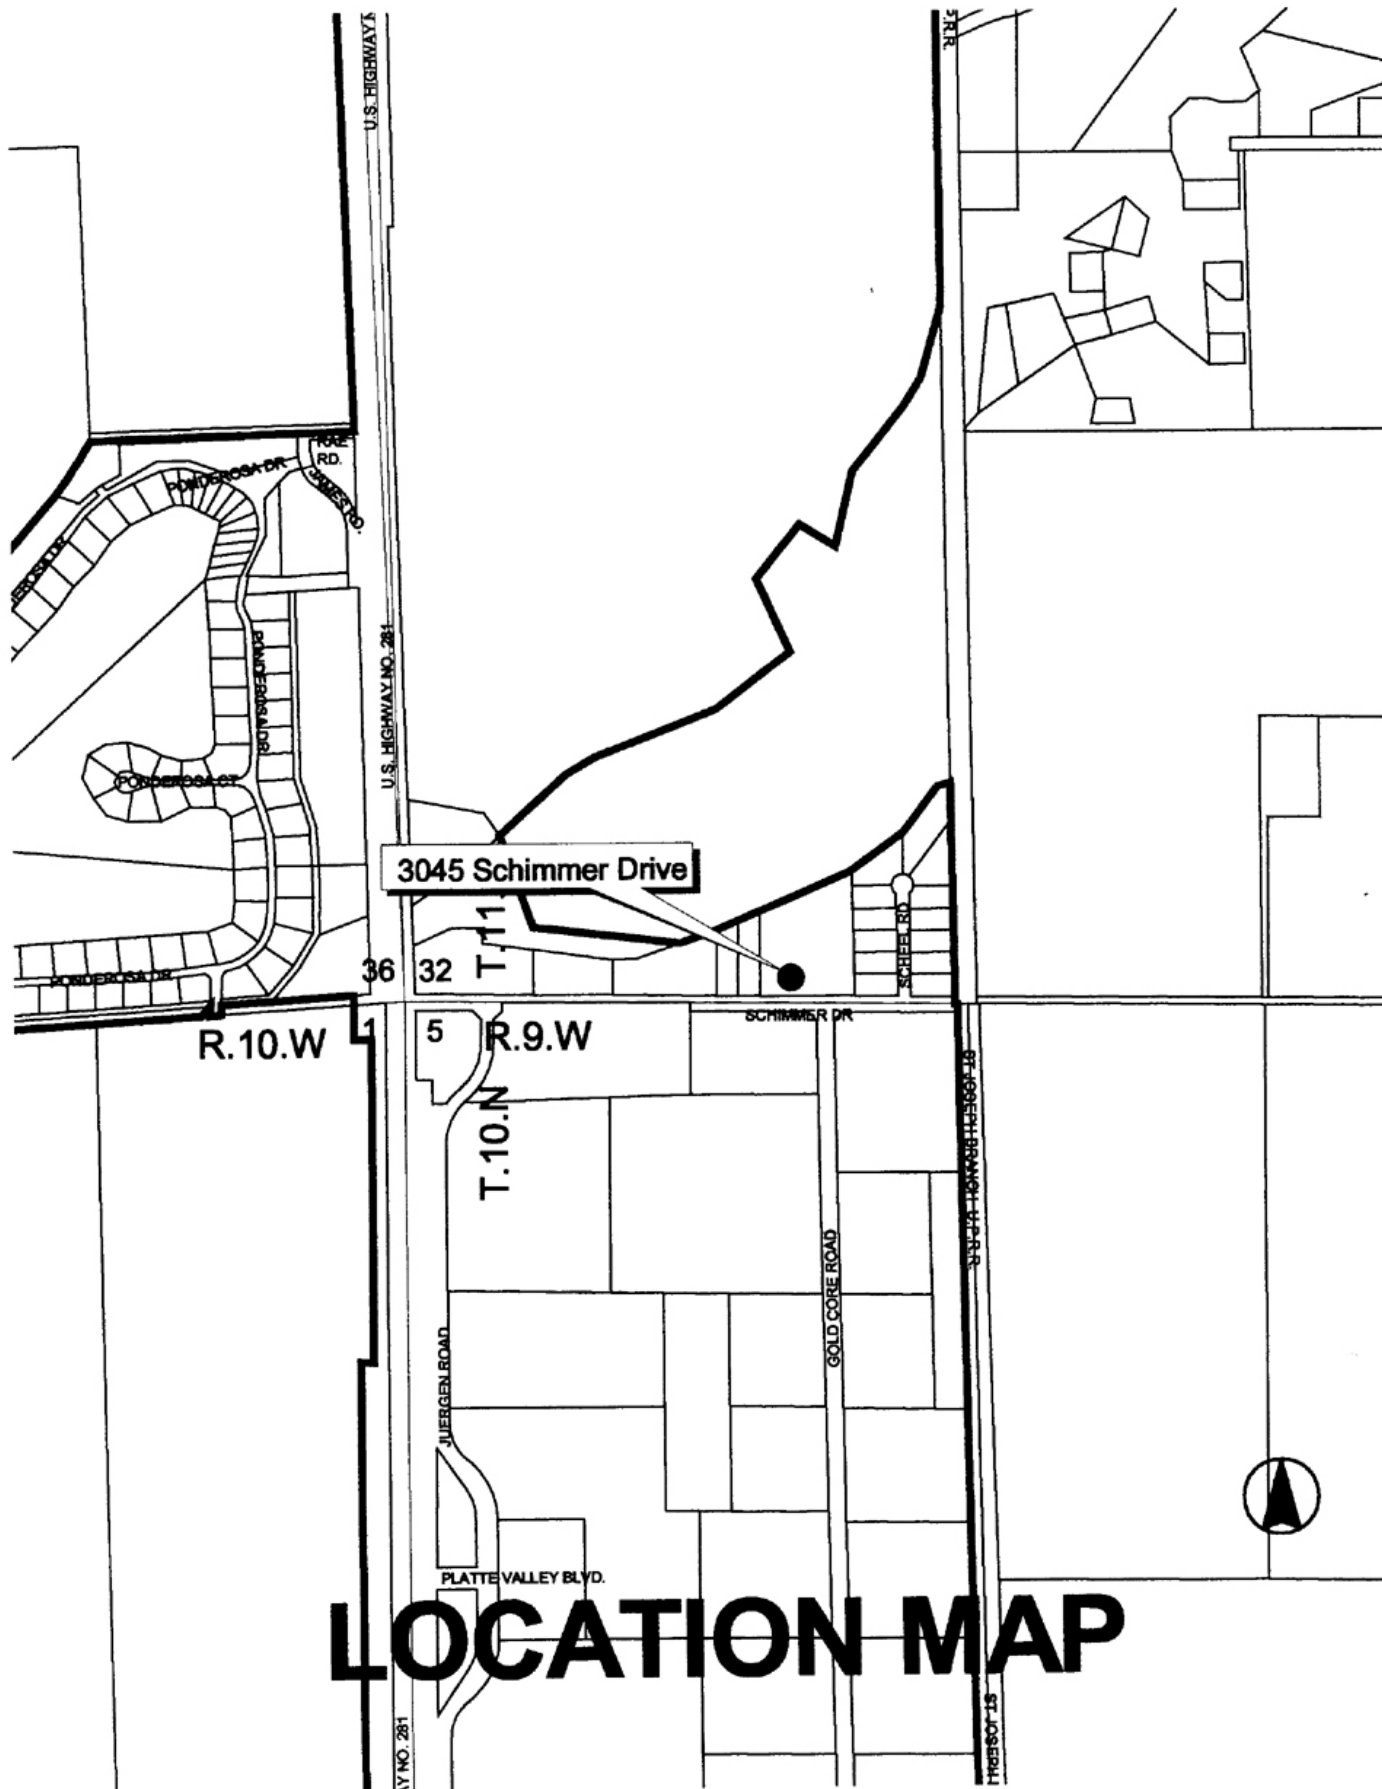 U.S. HIGHWAY
P.R.R.
RAE
RD.
PONDEROSA DR
JAMES RD.
PONDEROSA DR
U.S. HIGHWAY NO. 281
PONDEROSA CT
3045 Schimmer Drive
T.11.
SCHEEL RD
36
32
PONDEROSA DR
SCHIMMER DR
R.10.W
1
5
R.9.W
T.10.N
ST JOSEPH BRANCH U.P.R.R.
GOLD CORE ROAD
JUERGEN ROAD
PLATTE VALLEY BLVD.
LOCATION MAP
ST JOSEPH
AY NO. 281